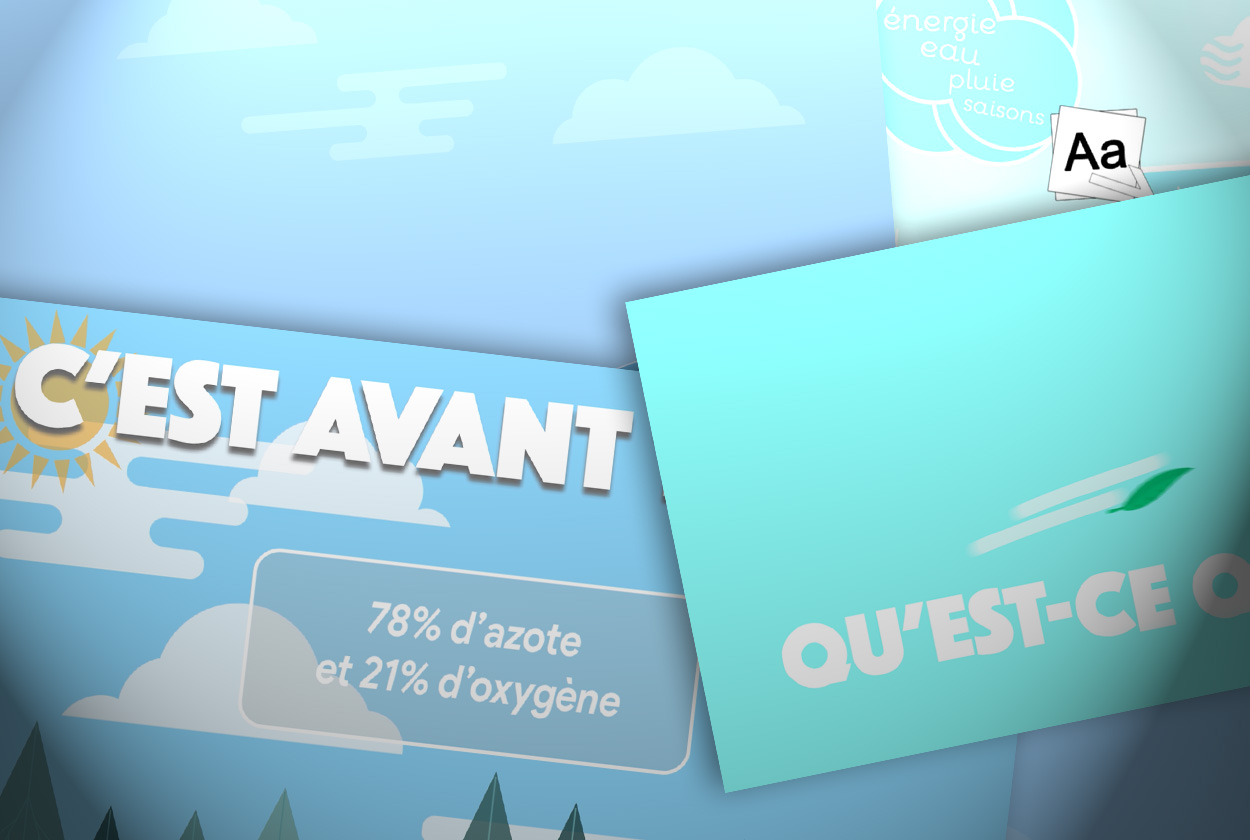 énergie
eau
pluie
saisons
Aa
C'EST AVANT
78% d'azote
et 21% d'oxygène
QU'EST-CE